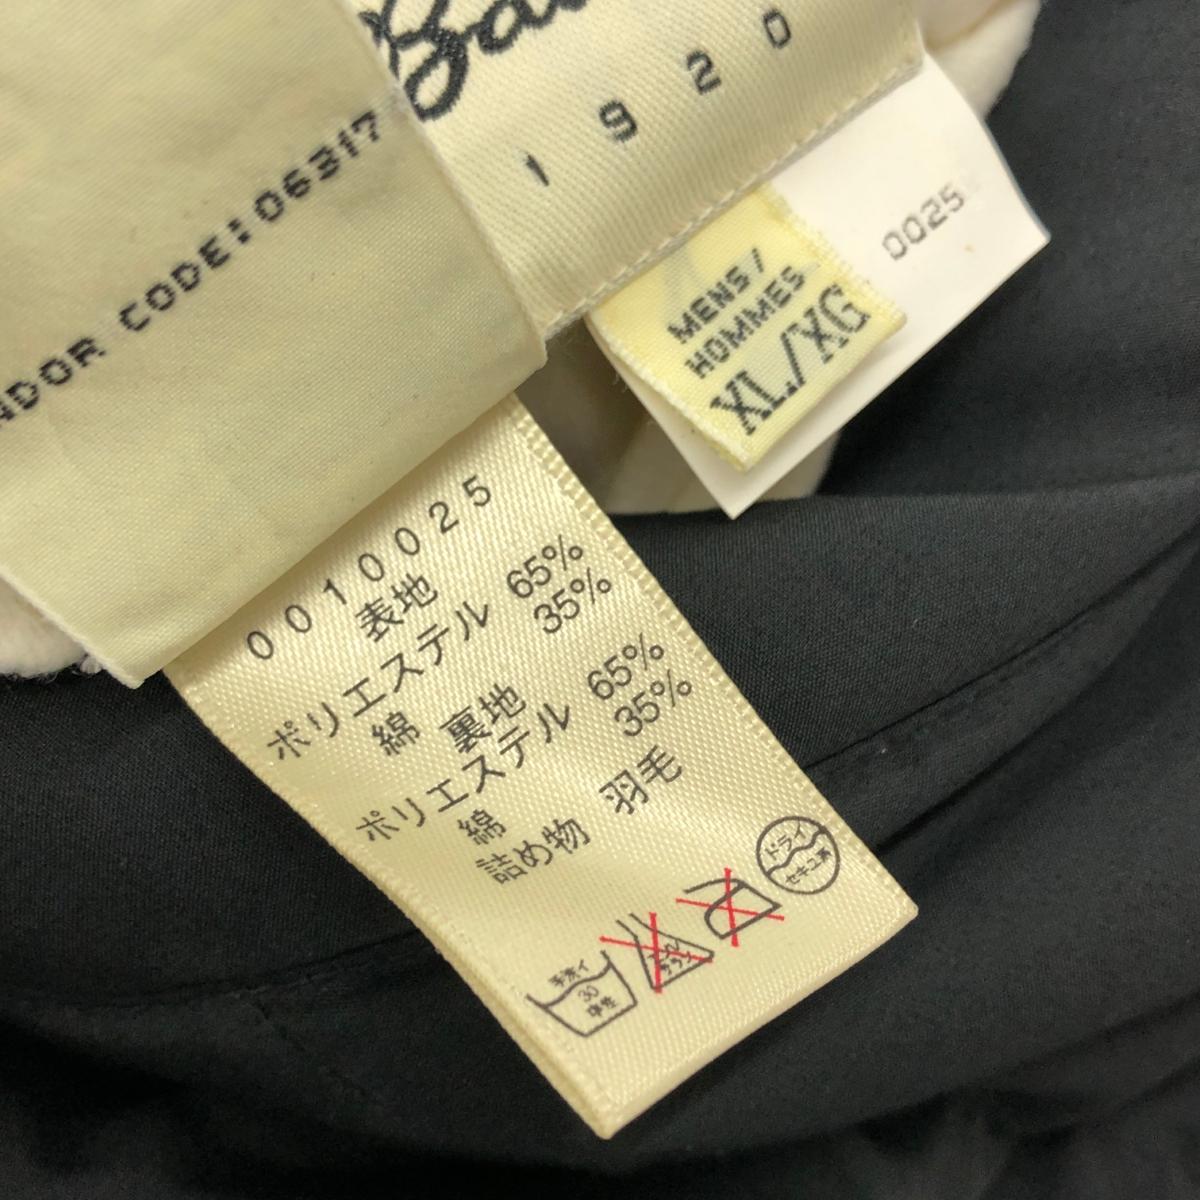 1920
NDOR CODE:06317
MENS/
HOMMES
XL/XG
0025
0010025
表地
ポリエステル 65%
綿 35%
裏地
ポリエステル 65%
綿 35%
詰め物 羽毛
ドライ
セキユ系
手洗イ
30
中性